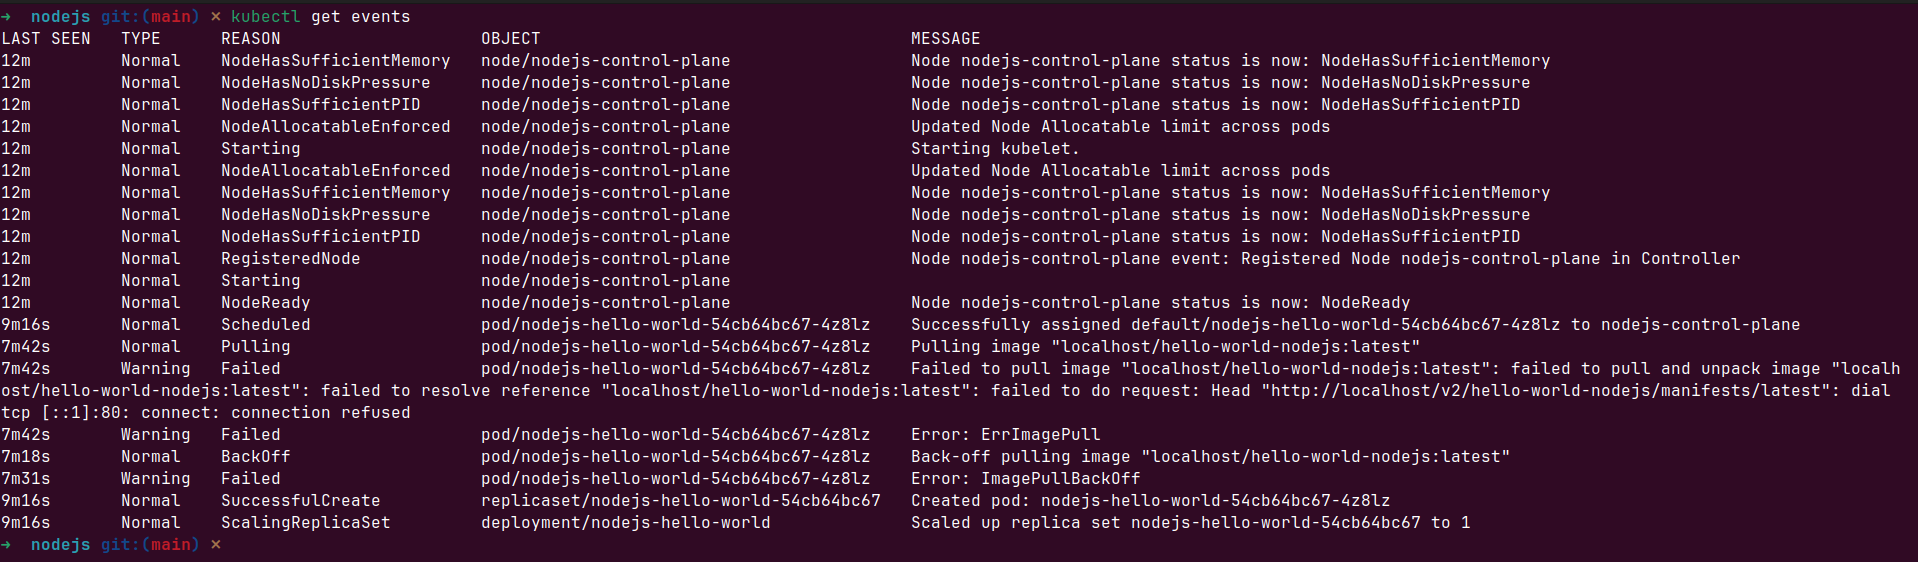 ➜  nodejs git:(main) ✗ kubectl get events
LAST SEEN   TYPE      REASON                    OBJECT                                     MESSAGE
12m         Normal    NodeHasSufficientMemory   node/nodejs-control-plane                  Node nodejs-control-plane status is now: NodeHasSufficientMemory
12m         Normal    NodeHasNoDiskPressure     node/nodejs-control-plane                  Node nodejs-control-plane status is now: NodeHasNoDiskPressure
12m         Normal    NodeHasSufficientPID      node/nodejs-control-plane                  Node nodejs-control-plane status is now: NodeHasSufficientPID
12m         Normal    NodeAllocatableEnforced   node/nodejs-control-plane                  Updated Node Allocatable limit across pods
12m         Normal    Starting                  node/nodejs-control-plane                  Starting kubelet.
12m         Normal    NodeAllocatableEnforced   node/nodejs-control-plane                  Updated Node Allocatable limit across pods
12m         Normal    NodeHasSufficientMemory   node/nodejs-control-plane                  Node nodejs-control-plane status is now: NodeHasSufficientMemory
12m         Normal    NodeHasNoDiskPressure     node/nodejs-control-plane                  Node nodejs-control-plane status is now: NodeHasNoDiskPressure
12m         Normal    NodeHasSufficientPID      node/nodejs-control-plane                  Node nodejs-control-plane status is now: NodeHasSufficientPID
12m         Normal    RegisteredNode            node/nodejs-control-plane                  Node nodejs-control-plane event: Registered Node nodejs-control-plane in Controller
12m         Normal    Starting                  node/nodejs-control-plane
12m         Normal    NodeReady                 node/nodejs-control-plane                  Node nodejs-control-plane status is now: NodeReady
9m16s       Normal    Scheduled                 pod/nodejs-hello-world-54cb64bc67-4z8lz    Successfully assigned default/nodejs-hello-world-54cb64bc67-4z8lz to nodejs-control-plane
7m42s       Normal    Pulling                   pod/nodejs-hello-world-54cb64bc67-4z8lz    Pulling image "localhost/hello-world-nodejs:latest"
7m42s       Warning   Failed                    pod/nodejs-hello-world-54cb64bc67-4z8lz    Failed to pull image "localhost/hello-world-nodejs:latest": failed to pull and unpack image "localh
ost/hello-world-nodejs:latest": failed to resolve reference "localhost/hello-world-nodejs:latest": failed to do request: Head "http://localhost/v2/hello-world-nodejs/manifests/latest": dial
tcp [::1]:80: connect: connection refused
7m42s       Warning   Failed                    pod/nodejs-hello-world-54cb64bc67-4z8lz    Error: ErrImagePull
7m18s       Normal    BackOff                   pod/nodejs-hello-world-54cb64bc67-4z8lz    Back-off pulling image "localhost/hello-world-nodejs:latest"
7m31s       Warning   Failed                    pod/nodejs-hello-world-54cb64bc67-4z8lz    Error: ImagePullBackOff
9m16s       Normal    SuccessfulCreate          replicaset/nodejs-hello-world-54cb64bc67   Created pod: nodejs-hello-world-54cb64bc67-4z8lz
9m16s       Normal    ScalingReplicaSet         deployment/nodejs-hello-world              Scaled up replica set nodejs-hello-world-54cb64bc67 to 1
➜  nodejs git:(main) ✗